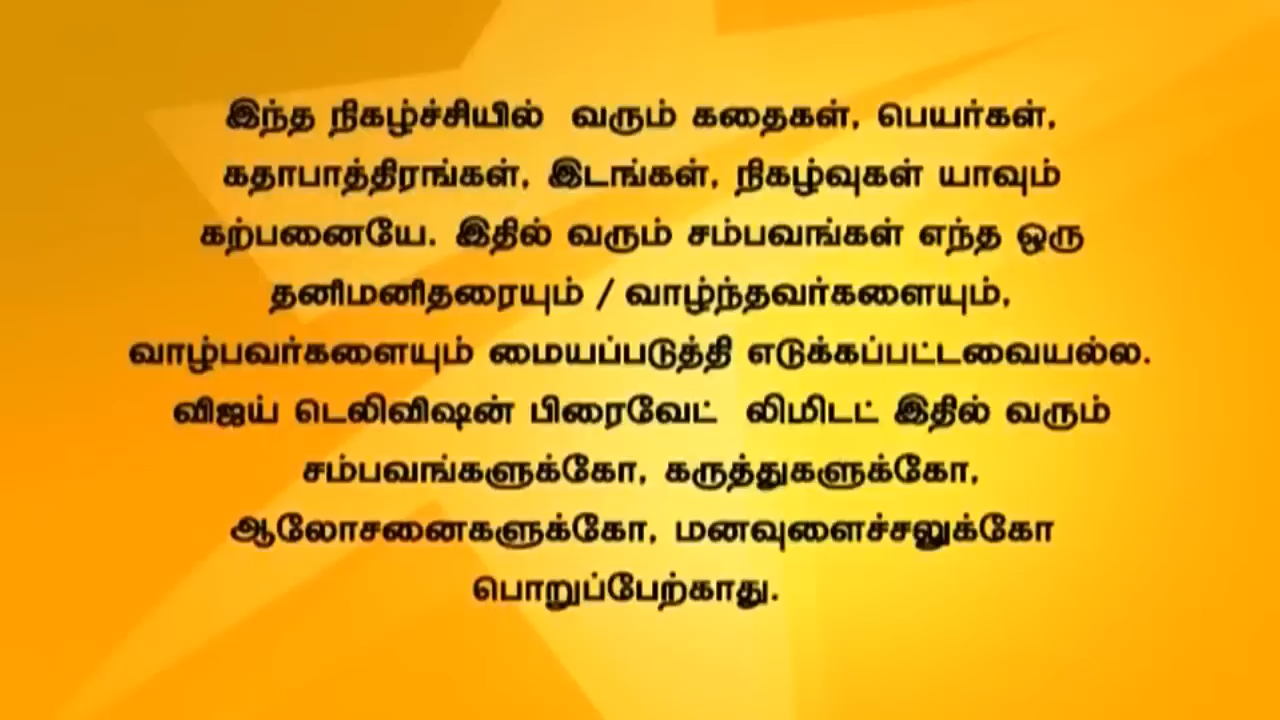 இந்த நிகழ்ச்சியில் வரும் கதைகள், பெயர்கள்,
கதாபாத்திரங்கள், இடங்கள், நிகழ்வுகள் யாவும்
கற்பனையே. இதில் வரும் சம்பவங்கள் எந்த ஒரு
தனிமனிதரையும் / வாழ்ந்தவர்களையும்,
வாழ்பவர்களையும் மையப்படுத்தி எடுக்கப்பட்டவையல்ல.
விஜய் டெலிவிஷன் பிரைவேட் லிமிடட் இதில் வரும்
சம்பவங்களுக்கோ, கருத்துகளுக்கோ,
ஆலோசனைகளுக்கோ, மனவுளைச்சலுக்கோ
பொறுப்பேற்காது.